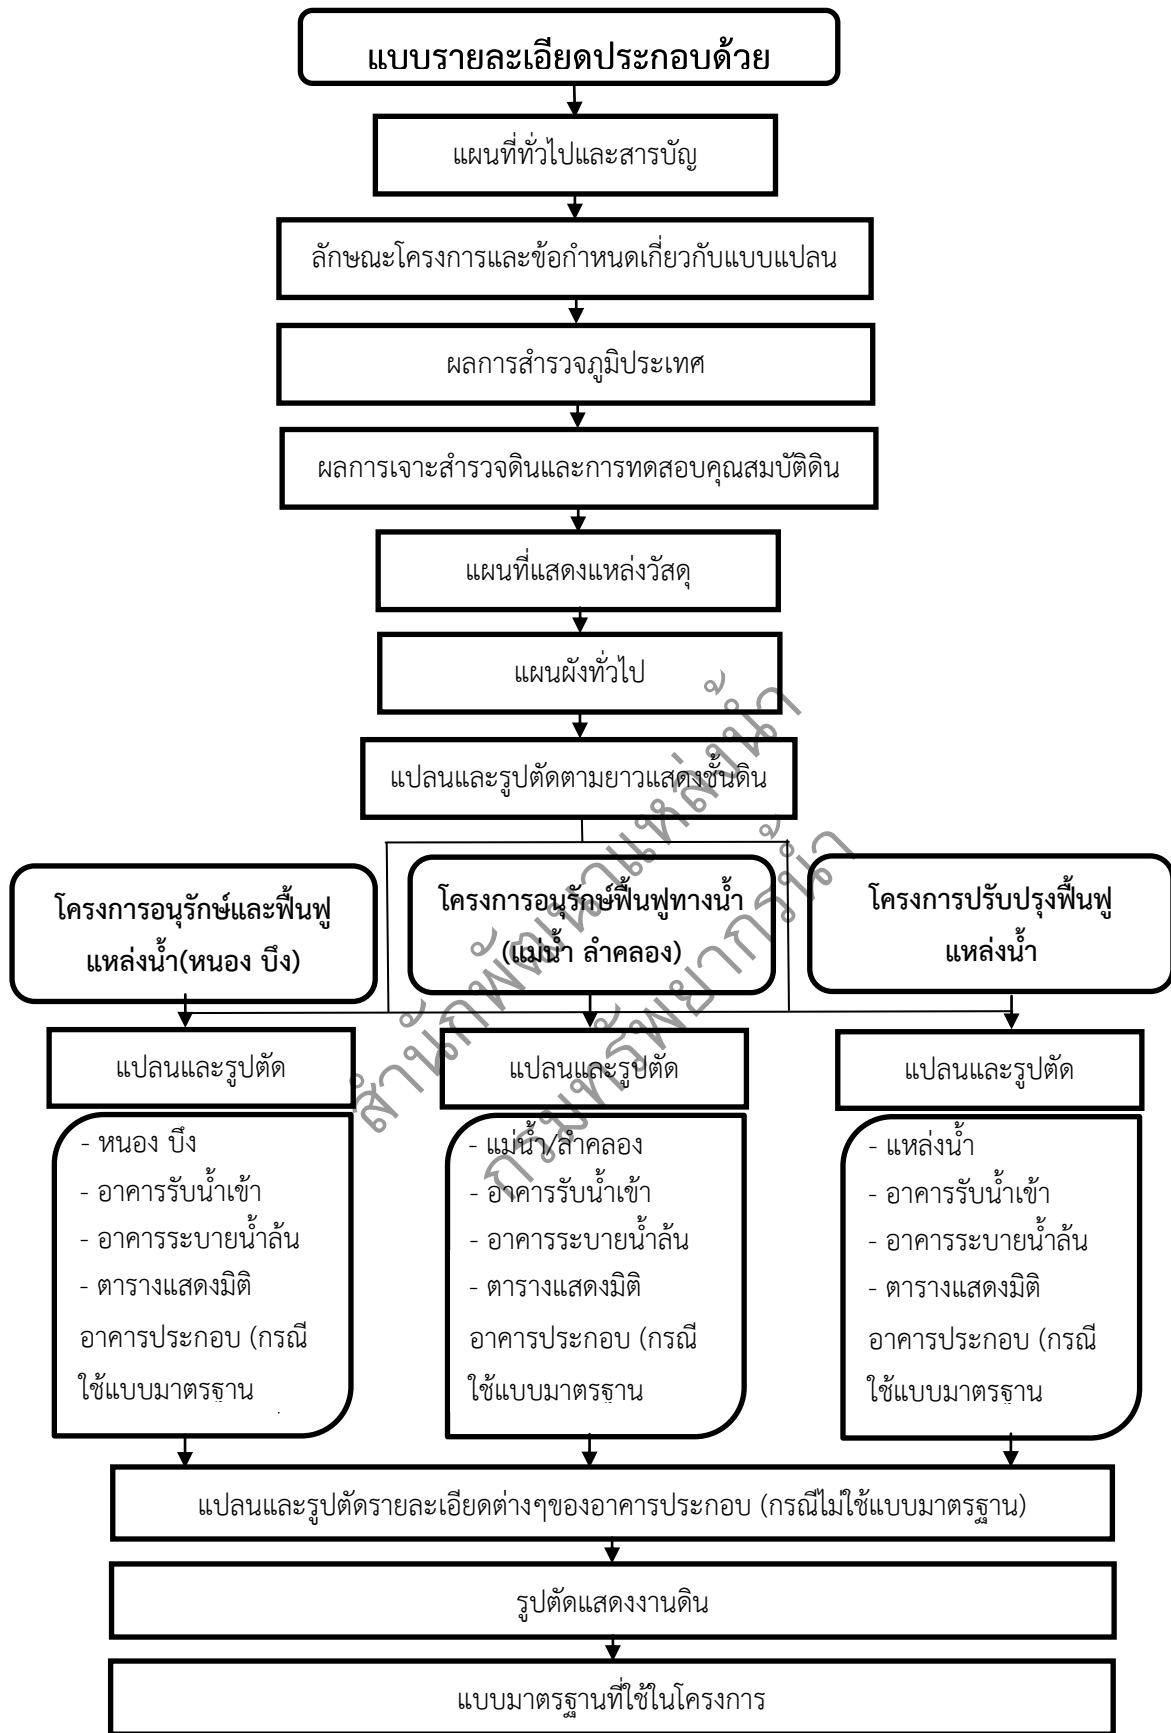 แบบรายละเอียดประกอบด้วย
แผนที่ทั่วไปและสารบัญ
ลักษณะโครงการและข้อกำหนดเกี่ยวกับแบบแปลน
ผลการสำรวจภูมิประเทศ
ผลการเจาะสำรวจดินและการทดสอบคุณสมบัติดิน
แผนที่แสดงแหล่งวัสดุ
แผนผังทั่วไป
แปลนและรูปตัดตามยาวแสดงชั้นดิน
โครงการอนุรักษ์และฟื้นฟู
แหล่งน้ำ(หนอง บึง)
โครงการอนุรักษ์ฟื้นฟูทางน้ำ
(แม่น้ำ ลำคลอง)
โครงการปรับปรุงฟื้นฟู
แหล่งน้ำ
แปลนและรูปตัด
- หนอง บึง
- อาคารรับน้ำเข้า
- อาคารระบายน้ำล้น
- ตารางแสดงมิติ
อาคารประกอบ (กรณี
ใช้แบบมาตรฐาน
แปลนและรูปตัด
- แม่น้ำ/ลำคลอง
- อาคารรับน้ำเข้า
- อาคารระบายน้ำล้น
- ตารางแสดงมิติ
อาคารประกอบ (กรณี
ใช้แบบมาตรฐาน
แปลนและรูปตัด
- แหล่งน้ำ
- อาคารรับน้ำเข้า
- อาคารระบายน้ำล้น
- ตารางแสดงมิติ
อาคารประกอบ (กรณี
ใช้แบบมาตรฐาน
แปลนและรูปตัดรายละเอียดต่างๆของอาคารประกอบ (กรณีไม่ใช้แบบมาตรฐาน)
รูปตัดแสดงงานดิน
แบบมาตรฐานที่ใช้ในโครงการ
สำนักพัฒนาแหล่งน้ำ
กรมทรัพยากรน้ำ